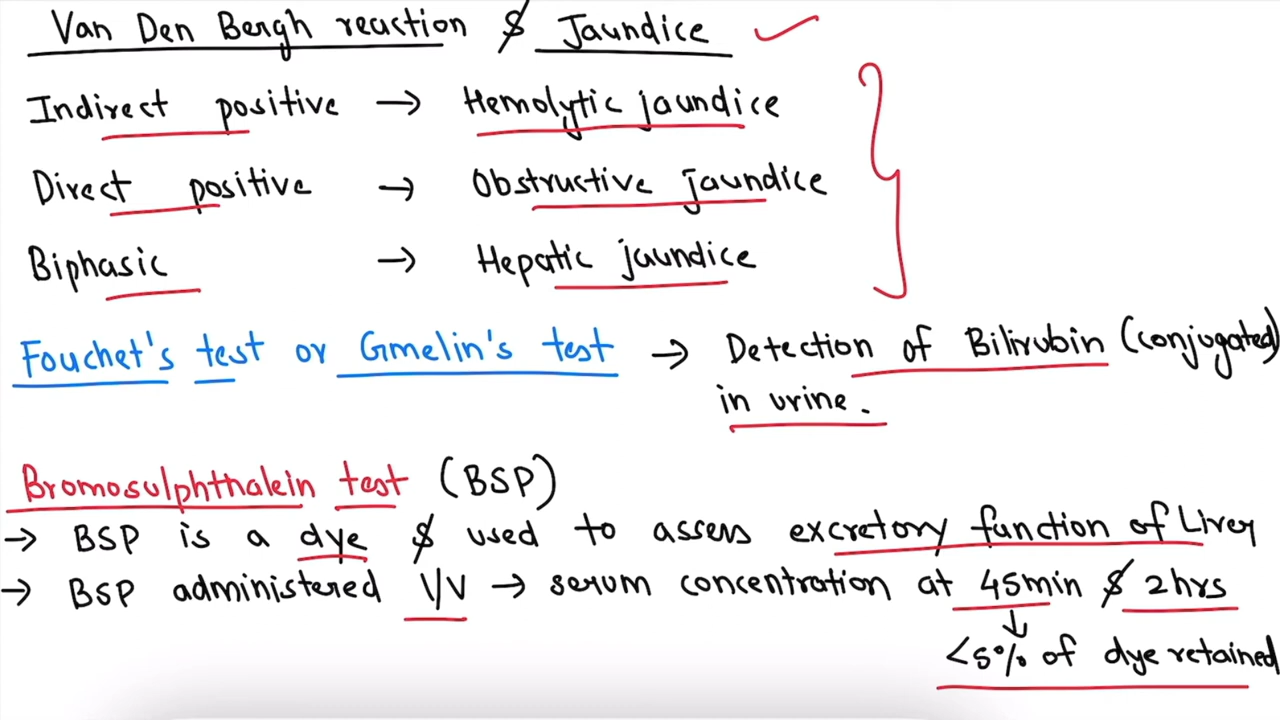 Van Den Bergh reaction $ Jaundice
Indirect positive → Hemolytic jaundice
Direct positive → Obstructive jaundice
Biphasic → Hepatic jaundice
Fouchet's test or Gmelin's test → Detection of Bilirubin (conjugated)
in urine.
Bromosulphthalein test (BSP)
→ BSP is a dye $ used to assess excretory function of Liver
→ BSP administered I/V → serum concentration at 45min $ 2hrs
↓
<5% of dye retained